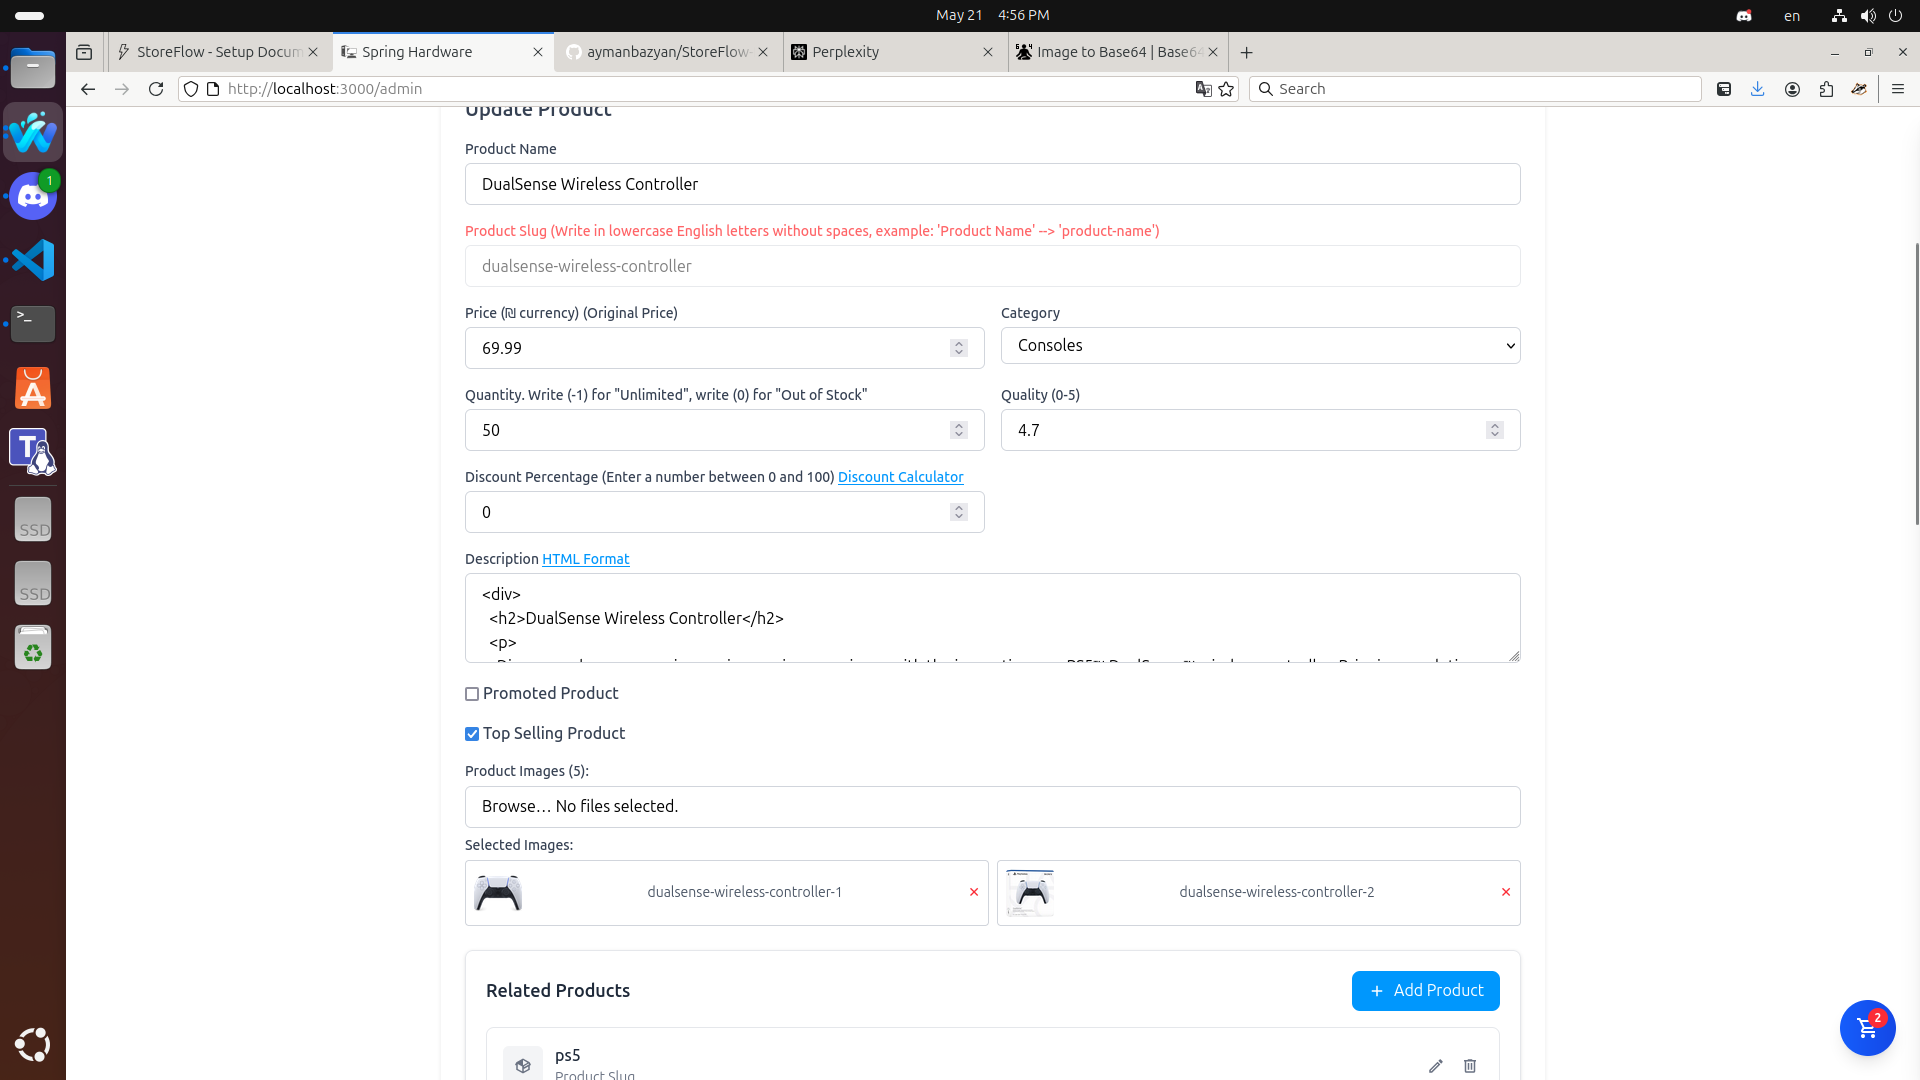 May 21 4:56 PM
en
StoreFlow - Setup Docum
Spring Hardware
aymanbazyan/StoreFlow-
Perplexity
Image to Base64 | Base64
http://localhost:3000/admin
Search
1
Update Product
Product Name
DualSense Wireless Controller
Product Slug (Write in lowercase English letters without spaces, example: 'Product Name' --> 'product-name')
dualsense-wireless-controller
Price (₪ currency) (Original Price)
Category
69.99
Consoles
Quantity. Write (-1) for "Unlimited", write (0) for "Out of Stock"
Quality (0-5)
50
4.7
Discount Percentage (Enter a number between 0 and 100) Discount Calculator
0
Description HTML Format
<div>
<h2>DualSense Wireless Controller</h2>
<p>
Promoted Product
Top Selling Product
Product Images (5):
Browse… No files selected.
Selected Images:
dualsense-wireless-controller-1
dualsense-wireless-controller-2
Related Products
+ Add Product
2
ps5
Product Slug
SSD
SSD